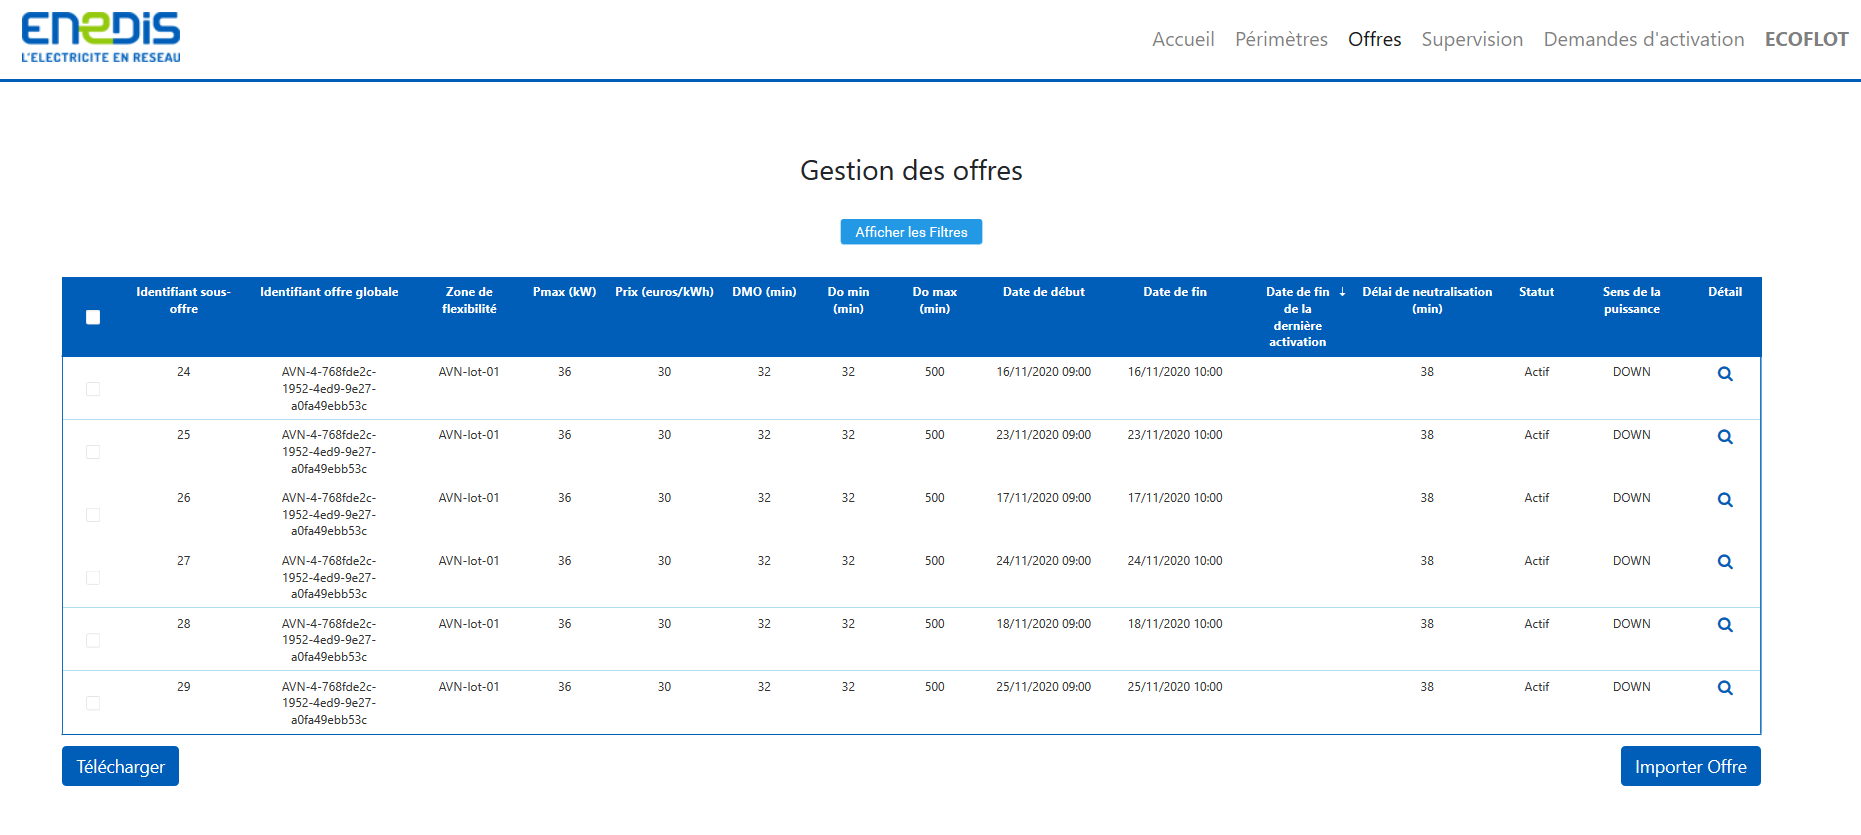 ENEDIS
L'ELECTRICITE EN RESEAU
Accueil Périmètres Offres Supervision Demandes d'activation ECOFLOT
Gestion des offres
Afficher les Filtres
Identifiant sous- Identifiant offre globale Zone de Pmax (kW) Prix (euros/kWh) DMO (min) Do min Do max Date de début Date de fin Date de fin ↓ Délai de neutralisation Statut Sens de la Détail
offre flexibilité (min) (min) de la (min) puissance
dernière
activation
24 AVN-4-768fde2c- AVN-lot-01 36 30 32 32 500 16/11/2020 09:00 16/11/2020 10:00 38 Actif DOWN
1952-4ed9-9e27-
a0fa49ebb53c
25 AVN-4-768fde2c- AVN-lot-01 36 30 32 32 500 23/11/2020 09:00 23/11/2020 10:00 38 Actif DOWN
1952-4ed9-9e27-
a0fa49ebb53c
26 AVN-4-768fde2c- AVN-lot-01 36 30 32 32 500 17/11/2020 09:00 17/11/2020 10:00 38 Actif DOWN
1952-4ed9-9e27-
a0fa49ebb53c
27 AVN-4-768fde2c- AVN-lot-01 36 30 32 32 500 24/11/2020 09:00 24/11/2020 10:00 38 Actif DOWN
1952-4ed9-9e27-
a0fa49ebb53c
28 AVN-4-768fde2c- AVN-lot-01 36 30 32 32 500 18/11/2020 09:00 18/11/2020 10:00 38 Actif DOWN
1952-4ed9-9e27-
a0fa49ebb53c
29 AVN-4-768fde2c- AVN-lot-01 36 30 32 32 500 25/11/2020 09:00 25/11/2020 10:00 38 Actif DOWN
1952-4ed9-9e27-
a0fa49ebb53c
Télécharger Importer Offre